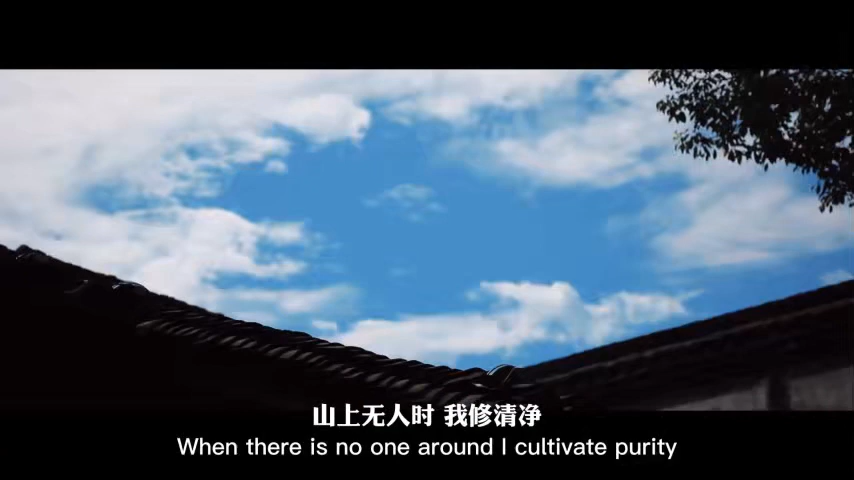 山上无人时 我修清净
When there is no one around I cultivate purity